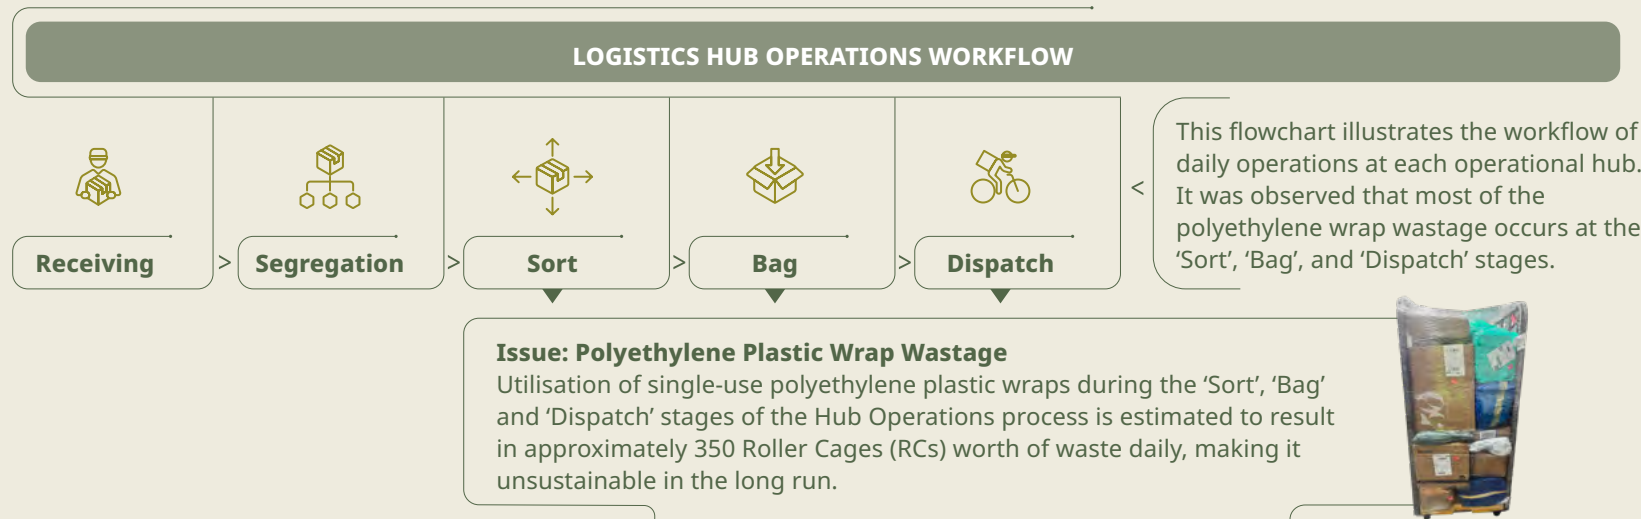 LOGISTICS HUB OPERATIONS WORKFLOW
Receiving > Segregation > Sort > Bag > Dispatch
<
This flowchart illustrates the workflow of
daily operations at each operational hub.
It was observed that most of the
polyethylene wrap wastage occurs at the
‘Sort’, ‘Bag’, and ‘Dispatch’ stages.
Issue: Polyethylene Plastic Wrap Wastage
Utilisation of single-use polyethylene plastic wraps during the ‘Sort’, ‘Bag’
and ‘Dispatch’ stages of the Hub Operations process is estimated to result
in approximately 350 Roller Cages (RCs) worth of waste daily, making it
unsustainable in the long run.